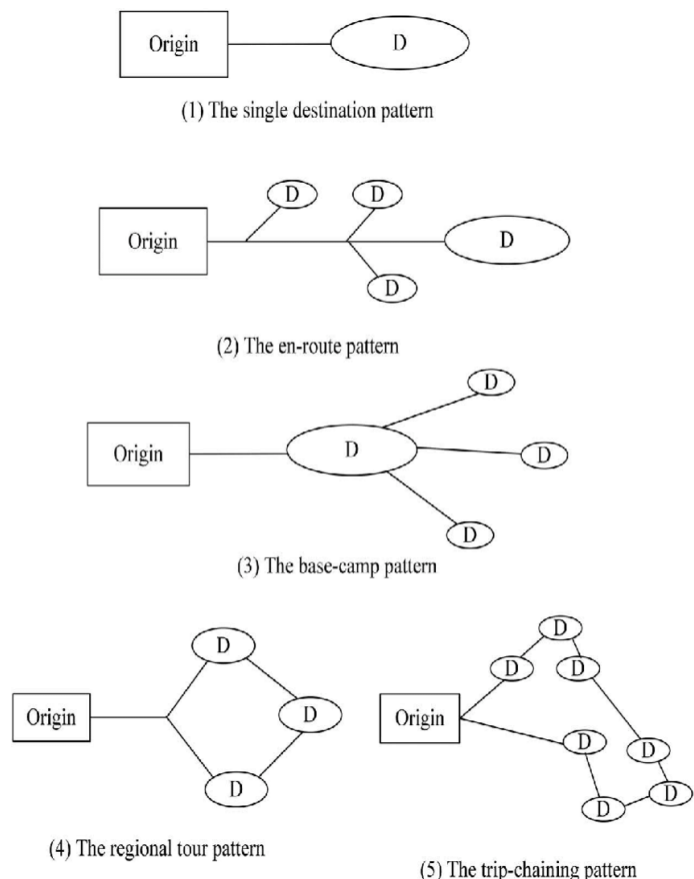 Origin
D
(1) The single destination pattern
D
D
Origin
D
D
(2) The en-route pattern
D
Origin
D
D
D
(3) The base-camp pattern
D
Origin
D
D
(4) The regional tour pattern
D
D
D
Origin
D
D
D
D
(5) The trip-chaining pattern